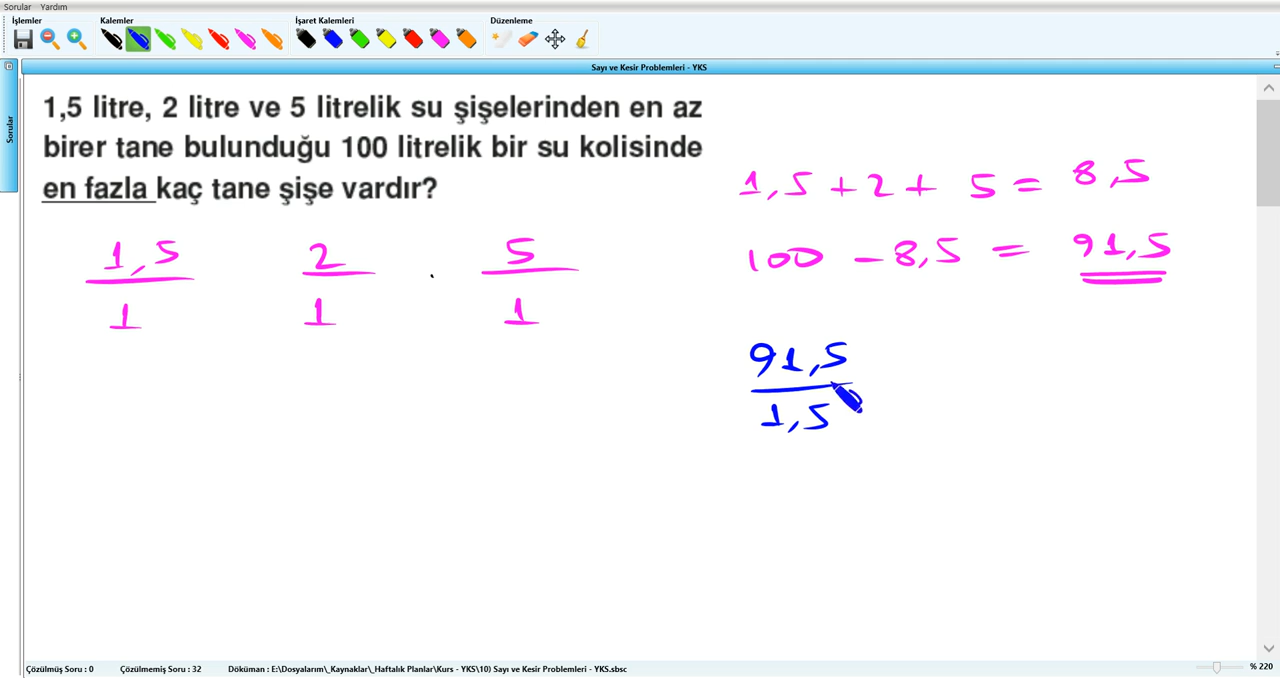 Sorular Yardım
İşlemler Kalemler İşaret Kalemleri Düzenleme
Sayı ve Kesir Problemleri - YKS
Sorular
1,5 litre, 2 litre ve 5 litrelik su şişelerinden en az
birer tane bulunduğu 100 litrelik bir su kolisinde
en fazla kaç tane şişe vardır?
1,5 + 2 + 5 = 8,5
100 - 8,5 = 91,5
1,5 2 5
1 1 1
91,5
1,5
Çözülmüş Soru : 0 Çözülmemiş Soru : 32 Döküman : E:\Dosyalarım\_Kaynaklar\_Haftalık Planlar\Kurs - YKS\10) Sayı ve Kesir Problemleri - YKS.sbsc % 220